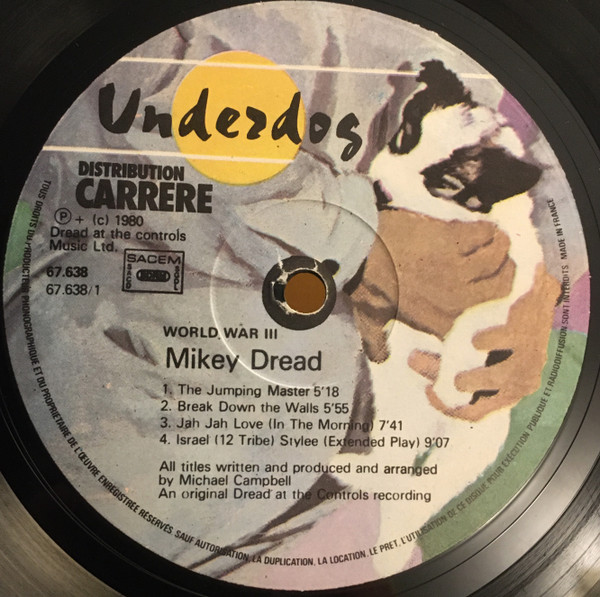 Underdog
DISTRIBUTION
CARRERE
Ⓟ + (c) 1980
Dread at the controls
Music Ltd.
67.638
67.638/1
SACEM
WORLD WAR III
Mikey Dread
1. The Jumping Master 5'18
2. Break Down the Walls 5'55
3. Jah Jah Love (In The Morning) 7'41
4. Israel (12 Tribe) Stylee (Extended Play) 9'07
All titles written and produced and arranged
by Michael Campbell
An original Dread at the Controls recording
TOUS DROITS DU PRODUCTEUR PHONOGRAPHIQUE ET DU PROPRIETAIRE DE L'ŒUVRE ENREGISTRÉE RÉSERVÉS. SAUF AUTORISATION, LA DUPLICATION, LA LOCATION, LE PRET, L'UTILISATION DE CE DISQUE POUR EXÉCUTION PUBLIQUE ET RADIODIFFUSION SONT INTERDITS. MADE IN FRANCE